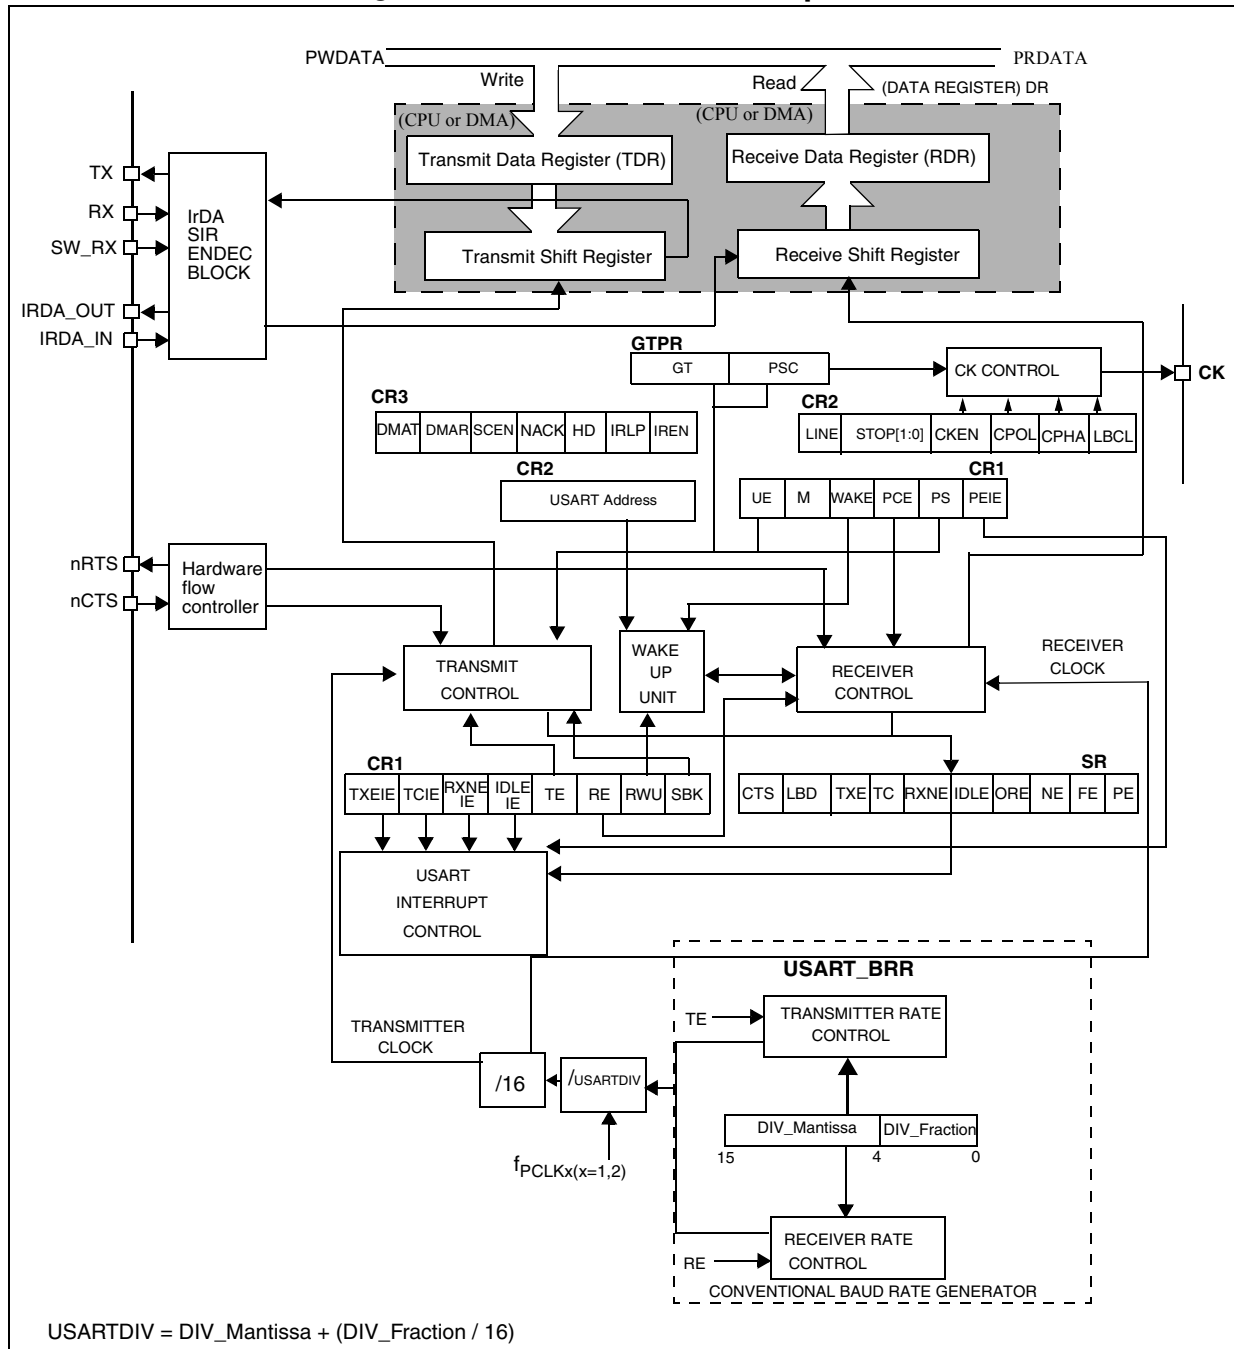 PWDATA
PRDATA
Write
Read
(DATA REGISTER) DR
(CPU or DMA)
(CPU or DMA)
Transmit Data Register (TDR)
Receive Data Register (RDR)
TX
RX
SW_RX
IrDA
SIR
ENDEC
BLOCK
Transmit Shift Register
Receive Shift Register
IRDA_OUT
IRDA_IN
GTPR
GT
PSC
CK CONTROL
CK
CR3
DMAT
DMAR
SCEN
NACK
HD
IRLP
IREN
CR2
LINE
STOP[1:0]
CKEN
CPOL
CPHA
LBCL
CR2
USART Address
CR1
UE
M
WAKE
PCE
PS
PEIE
nRTS
nCTS
Hardware
flow
controller
TRANSMIT
CONTROL
WAKE
UP
UNIT
RECEIVER
CONTROL
RECEIVER
CLOCK
CR1
TXEIE
TCIE
RXNE
IE
IDLE
IE
TE
RE
RWU
SBK
SR
CTS
LBD
TXE
TC
RXNE
IDLE
ORE
NE
FE
PE
USART
INTERRUPT
CONTROL
USART_BRR
TE
TRANSMITTER RATE
CONTROL
TRANSMITTER
CLOCK
/16
/USARTDIV
fPCLKx(x=1,2)
DIV_Mantissa
DIV_Fraction
15
4
0
RE
RECEIVER RATE
CONTROL
CONVENTIONAL BAUD RATE GENERATOR
USARTDIV = DIV_Mantissa + (DIV_Fraction / 16)